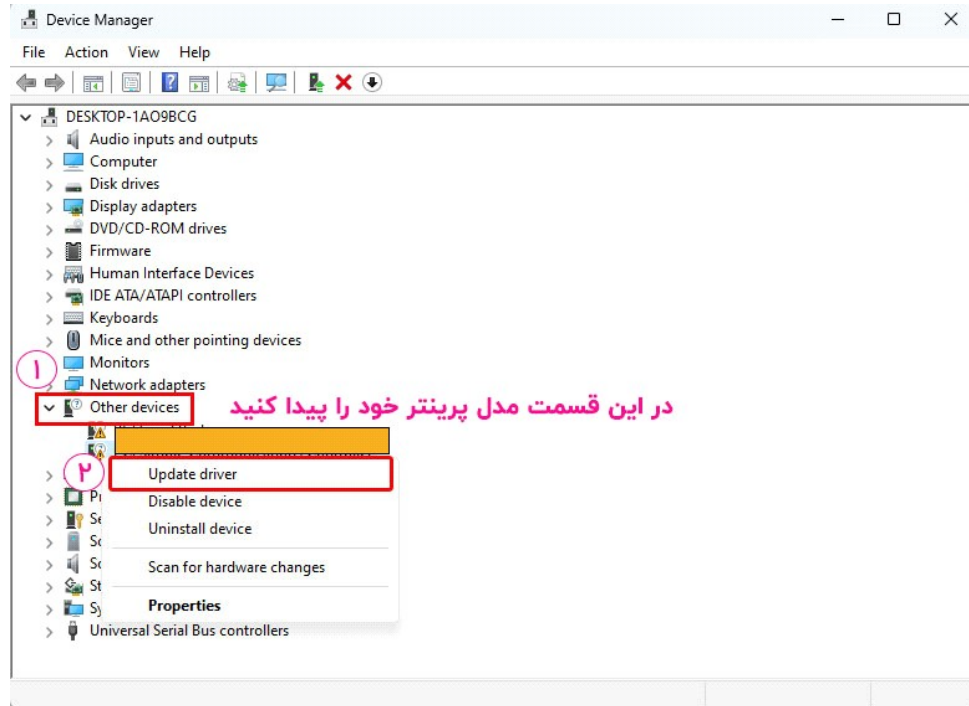 Device Manager
File Action View Help
DESKTOP-1AO9BCG
Audio inputs and outputs
Computer
Disk drives
Display adapters
DVD/CD-ROM drives
Firmware
Human Interface Devices
IDE ATA/ATAPI controllers
Keyboards
Mice and other pointing devices
۱
Monitors
Network adapters
Other devices
در این قسمت مدل پرینتر خود را پیدا کنید
۲
Update driver
Disable device
Uninstall device
Scan for hardware changes
Properties
Universal Serial Bus controllers